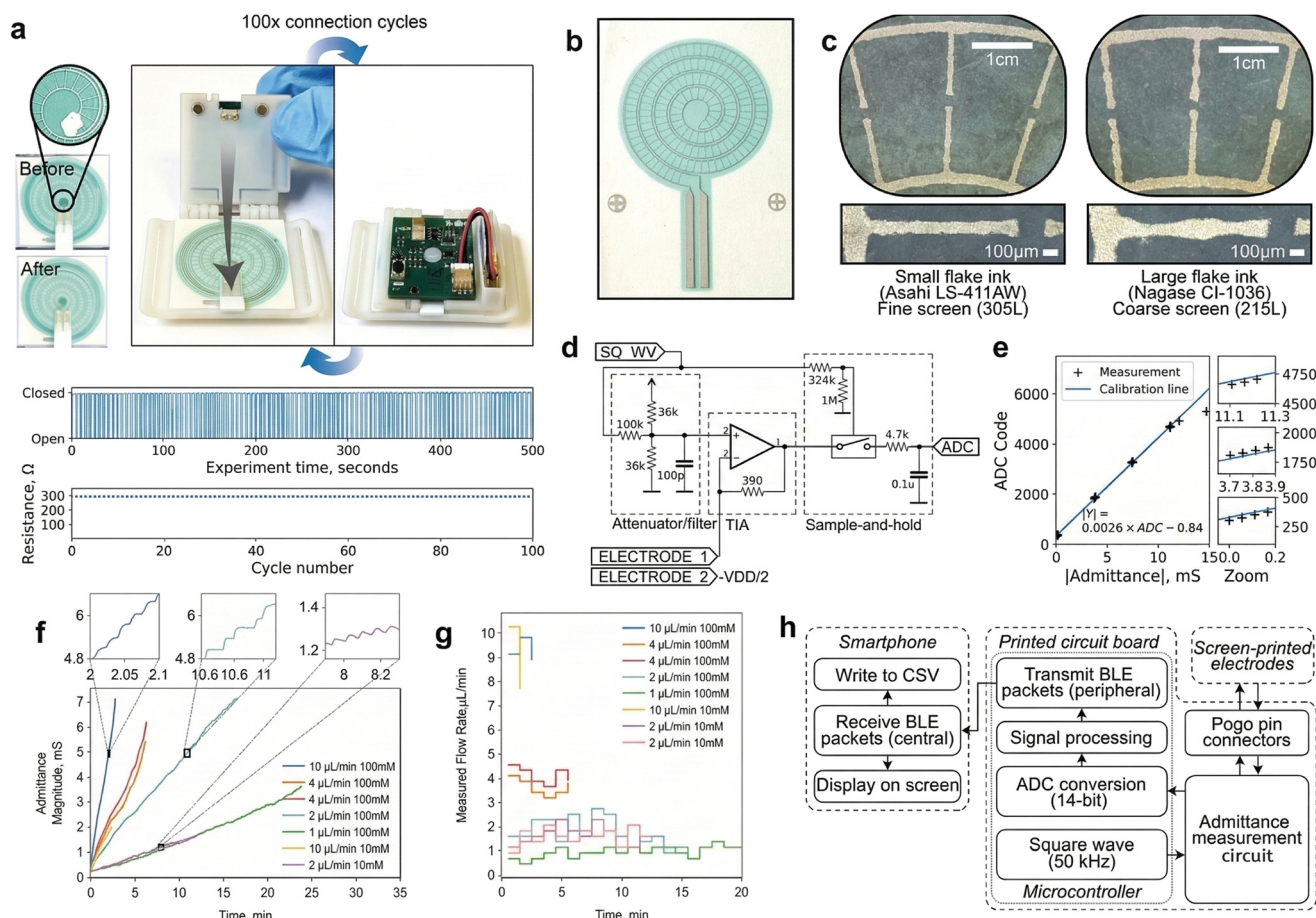 a
100x connection cycles
Before
After
Closed
Open
0
100
200
300
400
500
Experiment time, seconds
Resistance, Ω
300
200
100
0
20
40
60
80
100
Cycle number
b
c
1cm
1cm
100µm
100µm
Small flake ink
(Asahi LS-411AW)
Fine screen (305L)
Large flake ink
(Nagase CI-1036)
Coarse screen (215L)
d
SQ WV
324k
1M
36k
100k
36k
100p
2
+
2
−
1
390
4.7k
0.1u
ADC
Attenuator/filter
TIA
Sample-and-hold
ELECTRODE 1
ELECTRODE 2
-VDD/2
e
Measurement
Calibration line
6000
4000
2000
0
ADC Code
|Y| =
0.0026 × ADC − 0.84
0
5
10
15
|Admittance|, mS
4750
4500
11.1
11.3
2000
1750
3.7
3.8
3.9
500
250
0.0
0.2
Zoom
f
6
4.8
2
2.05
2.1
6
4.8
10.6
10.6
11
1.4
1.2
8
8.2
Admittance
Magnitude, mS
7
6
5
4
3
2
1
0
0
5
10
15
20
25
30
35
Time, min
10 µL/min 100mM
4 µL/min 100mM
4 µL/min 100mM
2 µL/min 100mM
1 µL/min 100mM
10 µL/min 10mM
2 µL/min 10mM
g
Measured Flow Rate,µL/min
10
9
8
7
6
5
4
3
2
1
0
0
5
10
15
20
Time, min
10 µL/min 100mM
4 µL/min 100mM
4 µL/min 100mM
2 µL/min 100mM
1 µL/min 100mM
10 µL/min 10mM
2 µL/min 10mM
2 µL/min 10mM
h
Smartphone
Write to CSV
Receive BLE
packets (central)
Display on screen
Printed circuit board
Transmit BLE
packets (peripheral)
Signal processing
ADC conversion
(14-bit)
Square wave
(50 kHz)
Microcontroller
Screen-printed
electrodes
Pogo pin
connectors
Admittance
measurement
circuit